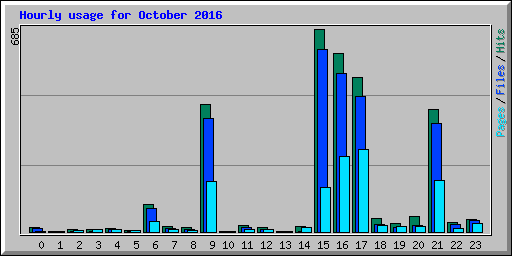 Hourly usage for October 2016
685
Pages / Files / Hits
0 1 2 3 4 5 6 7 8 9 10 11 12 13 14 15 16 17 18 19 20 21 22 23